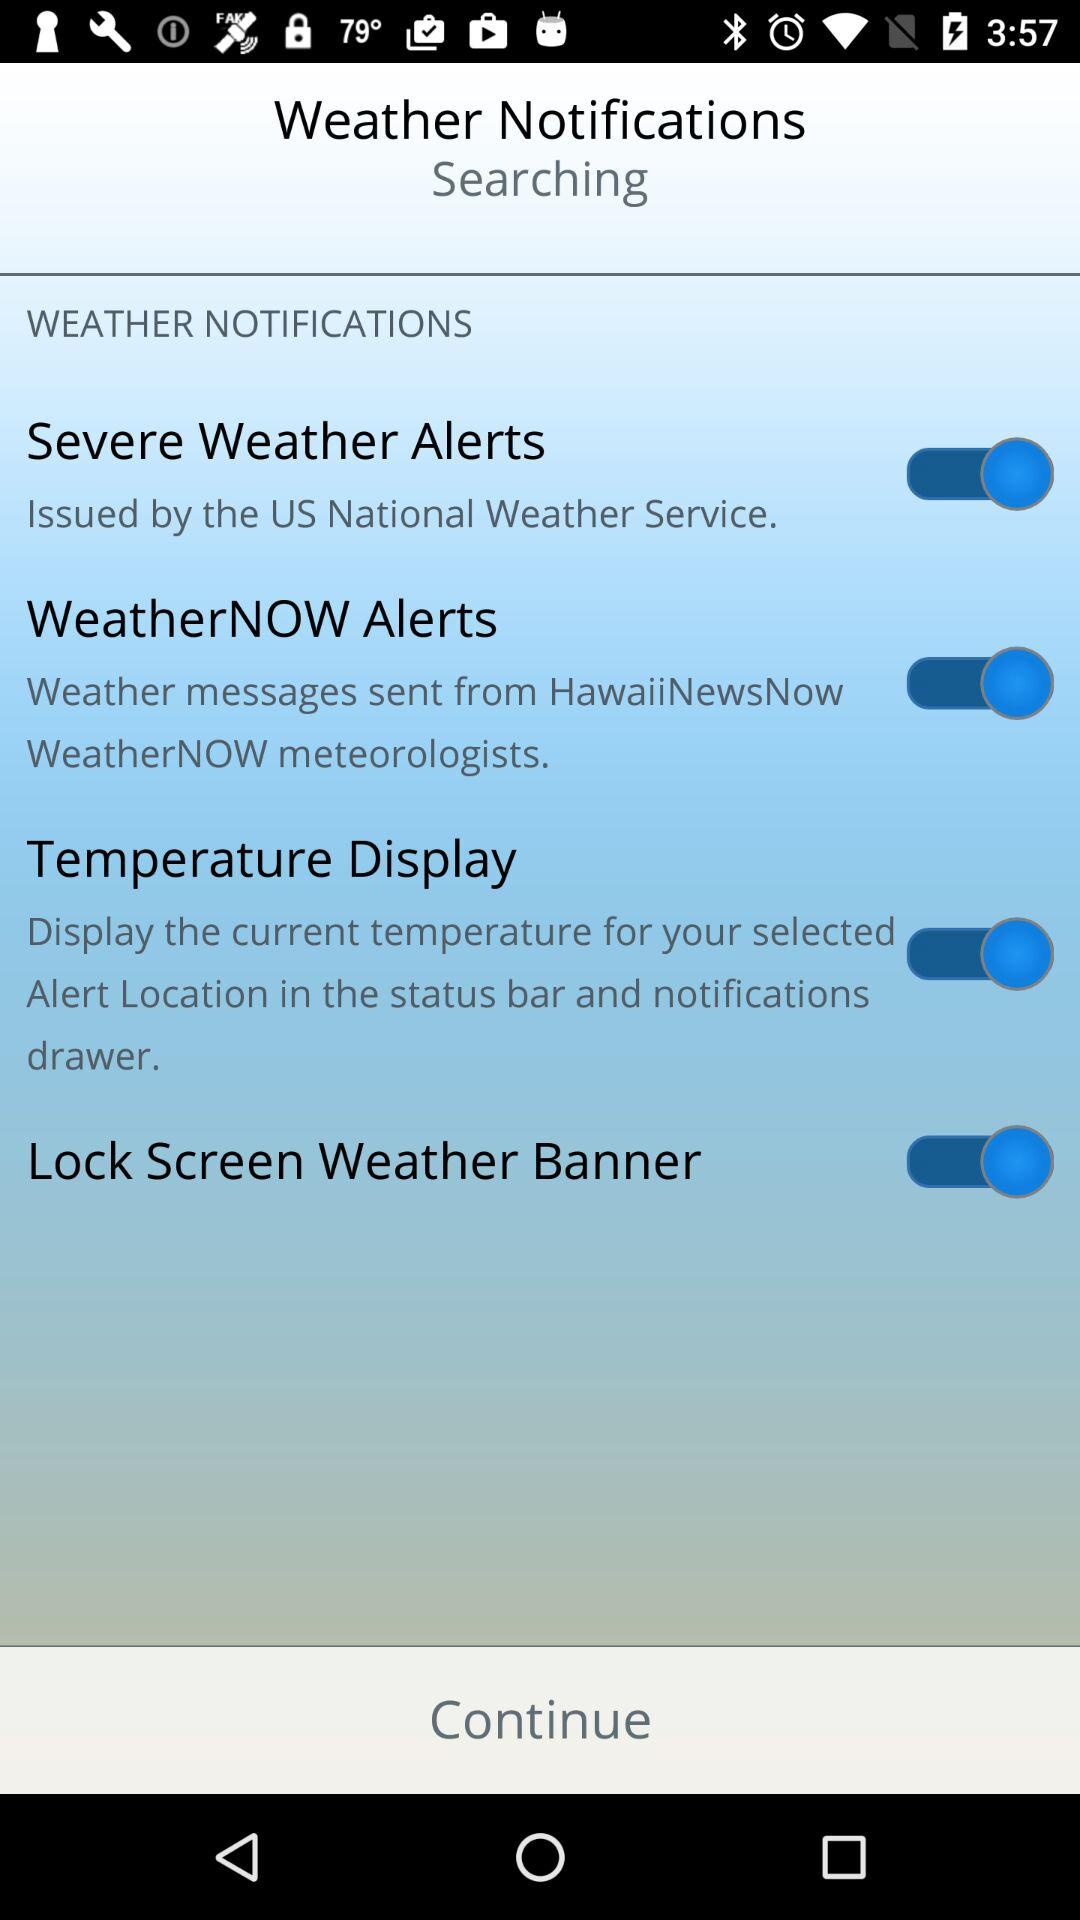 FAKE 79° 3:57
Weather Notifications
Searching
WEATHER NOTIFICATIONS
Severe Weather Alerts
Issued by the US National Weather Service.
WeatherNOW Alerts
Weather messages sent from HawaiiNewsNow
WeatherNOW meteorologists.
Temperature Display
Display the current temperature for your selected
Alert Location in the status bar and notifications
drawer.
Lock Screen Weather Banner
Continue